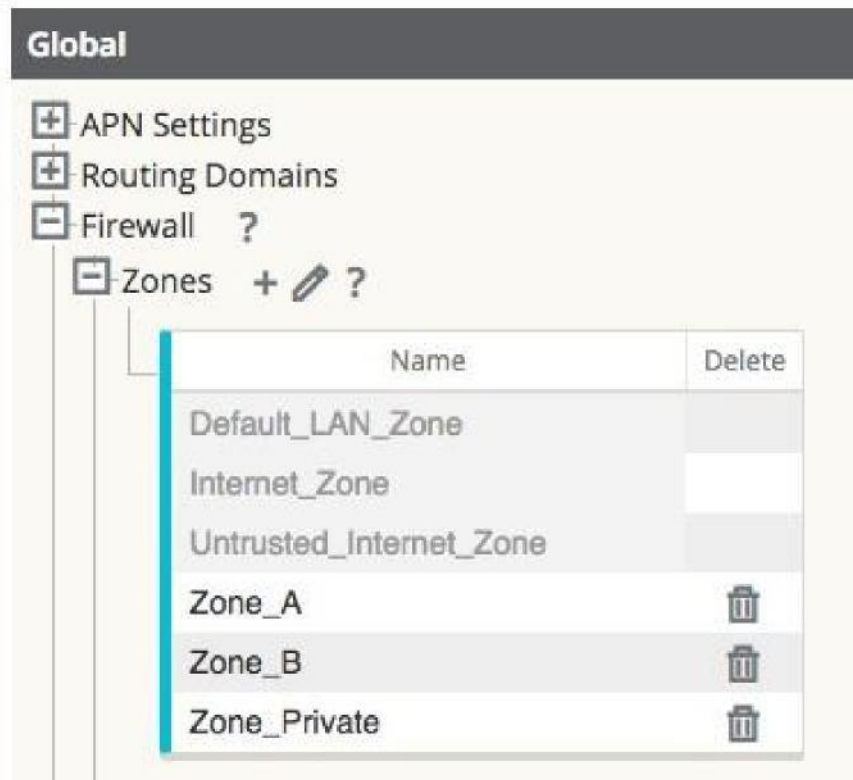 Global
APN Settings
Routing Domains
Firewall ?
Zones + ?
Name Delete
Default_LAN_Zone
Internet_Zone
Untrusted_Internet_Zone
Zone_A
Zone_B
Zone_Private